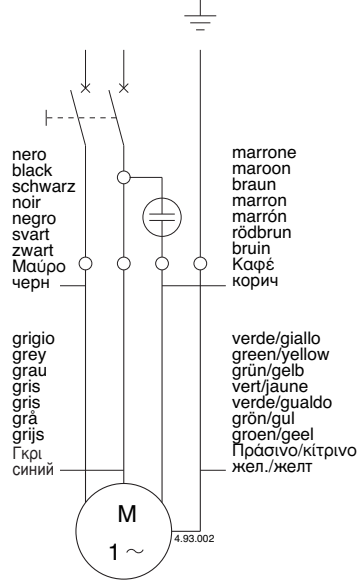 nero
black
schwarz
noir
negro
svart
zwart
Μαύρο
черн
marrone
maroon
braun
marron
marrón
rödbrun
bruin
Καφέ
корич
grigio
grey
grau
gris
gris
grå
grijs
Γκρι
синий
verde/giallo
green/yellow
grün/gelb
vert/jaune
verde/gualdo
grön/gul
groen/geel
Πράσινο/κίτρινο
жел./желт
M
1 ~
4.93.002